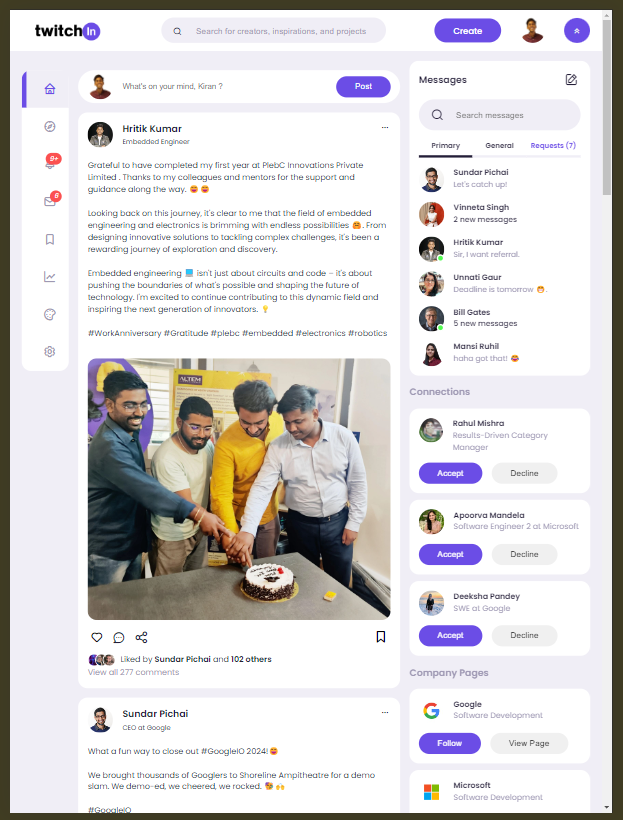 twitch In
Search for creators, inspirations, and projects
Create
What's on your mind, Kiran ?
Post
9+
6
Hritik Kumar
...
Embedded Engineer
Grateful to have completed my first year at PlebC Innovations Private
Limited . Thanks to my colleagues and mentors for the support and
guidance along the way. 😍 😍
Looking back on this journey, it's clear to me that the field of embedded
engineering and electronics is brimming with endless possibilities 🤗. From
designing innovative solutions to tackling complex challenges, it's been a
rewarding journey of exploration and discovery.
Embedded engineering 💻 isn't just about circuits and code – it's about
pushing the boundaries of what's possible and shaping the future of
technology. I'm excited to continue contributing to this dynamic field and
inspiring the next generation of innovators. 💡
#WorkAnniversary #Gratitude #plebc #embedded #electronics #robotics
ALTEM
Liked by Sundar Pichai and 102 others
View all 277 comments
Sundar Pichai
...
CEO at Google
What a fun way to close out #GoogleIO 2024!😍
We brought thousands of Googlers to Shoreline Ampitheatre for a demo
slam. We demo-ed, we cheered, we rocked. 🎉 🙌
#GoogleIO
Messages
Search messages
Primary General Requests (7)
Sundar Pichai
Let's catch up!
Vinneta Singh
2 new messages
Hritik Kumar
Sir, I want referral.
Unnati Gaur
Deadline is tomorrow 😁.
Bill Gates
5 new messages
Mansi Ruhil
haha got that! 😂
Connections
Rahul Mishra
Results-Driven Category
Manager
Accept Decline
Apoorva Mandela
Software Engineer 2 at Microsoft
Accept Decline
Deeksha Pandey
SWE at Google
Accept Decline
Company Pages
Google
Software Development
Follow View Page
Microsoft
Software Development